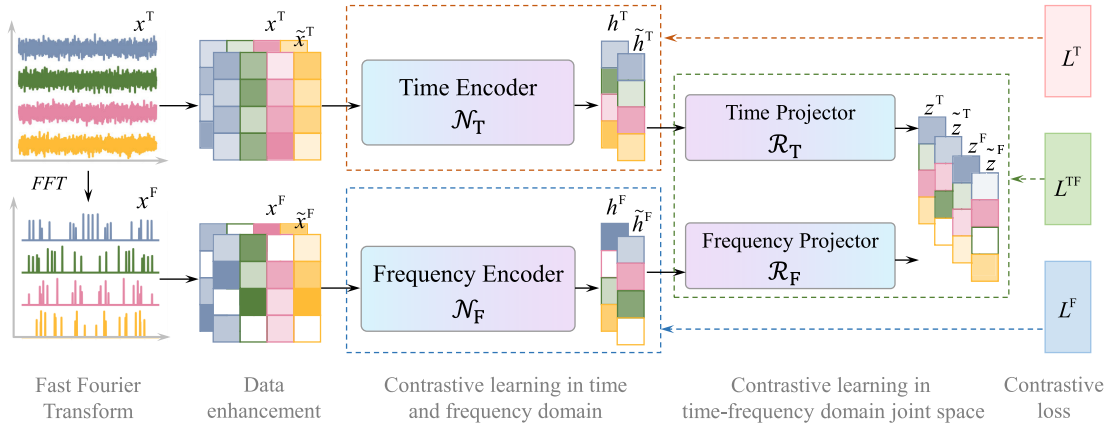 x^T
x^T
x̃^T
h^T
h̃^T
L^T
Time Encoder
𝒩_T
Time Projector
ℛ_T
z^T
z̃^T
z^F
z̃^F
L^TF
FFT
x^F
x^F
x̃^F
h^F
h̃^F
Frequency Encoder
𝒩_F
Frequency Projector
ℛ_F
L^F
Fast Fourier
Transform
Data
enhancement
Contrastive learning in time
and frequency domain
Contrastive learning in
time-frequency domain joint space
Contrastive
loss